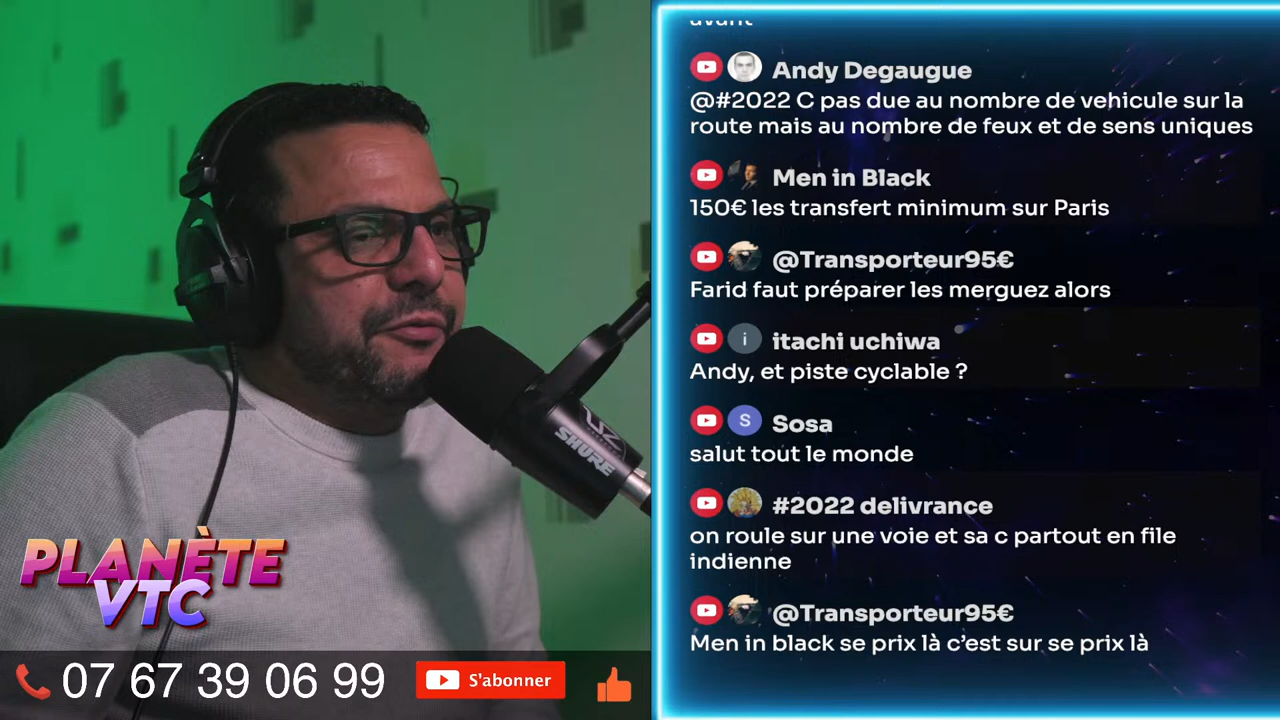 avant
Andy Degaugue
@#2022 C pas due au nombre de vehicule sur la
route mais au nombre de feux et de sens uniques
Men in Black
150€ les transfert minimum sur Paris
@Transporteur95€
Farid faut préparer les merguez alors
i
itachi uchiwa
Andy, et piste cyclable ?
S
Sosa
salut tout le monde
#2022 delivrance
on roule sur une voie et sa c partout en file
indienne
@Transporteur95€
Men in black se prix là c'est sur se prix là
SHURE
PLANÈTE
VTC
07 67 39 06 99
S'abonner